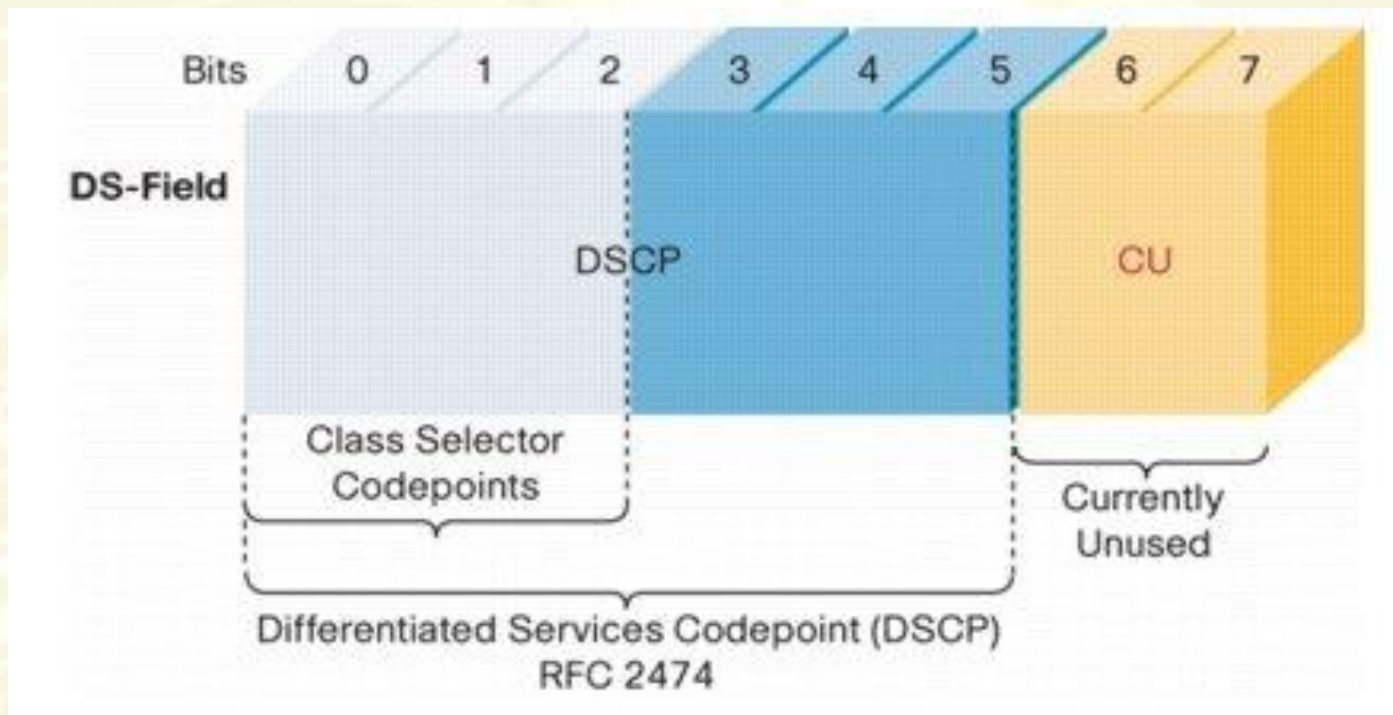 Bits 0 1 2 3 4 5 6 7
DS-Field
DSCP
CU
Class Selector
Codepoints
Currently
Unused
Differentiated Services Codepoint (DSCP)
RFC 2474